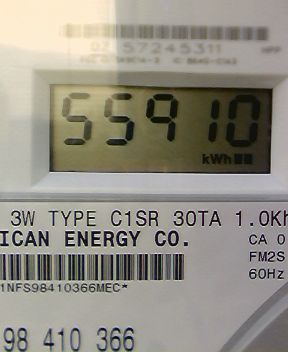 57245311
55910
kWh
3W TYPE C1SR 30TA 1.0Kh
ICAN ENERGY CO.
CA 0
FM2S
60Hz
1NFS98410366MEC*
98 410 366